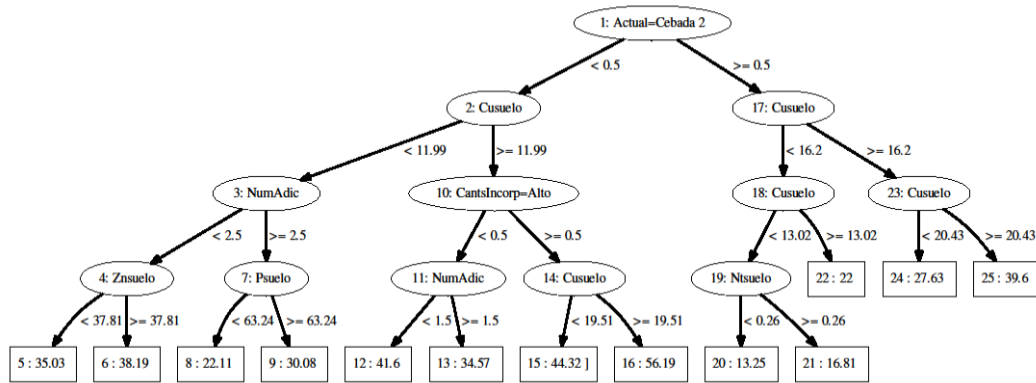 1: Actual=Cebada 2
< 0.5 >= 0.5
2: Cusuelo 17: Cusuelo
< 11.99 >= 11.99 < 16.2 >= 16.2
3: NumAdic 10: CantsIncorp=Alto 18: Cusuelo 23: Cusuelo
< 2.5 >= 2.5 < 0.5 >= 0.5 < 13.02 >= 13.02 < 20.43 >= 20.43
4: Znsuelo 7: Psuelo 11: NumAdic 14: Cusuelo 19: Ntsuelo 22 : 22 24 : 27.63 25 : 39.6
< 37.81 >= 37.81 < 63.24 >= 63.24 < 1.5 >= 1.5 < 19.51 >= 19.51 < 0.26 >= 0.26
5 : 35.03 6 : 38.19 8 : 22.11 9 : 30.08 12 : 41.6 13 : 34.57 15 : 44.32 ] 16 : 56.19 20 : 13.25 21 : 16.81